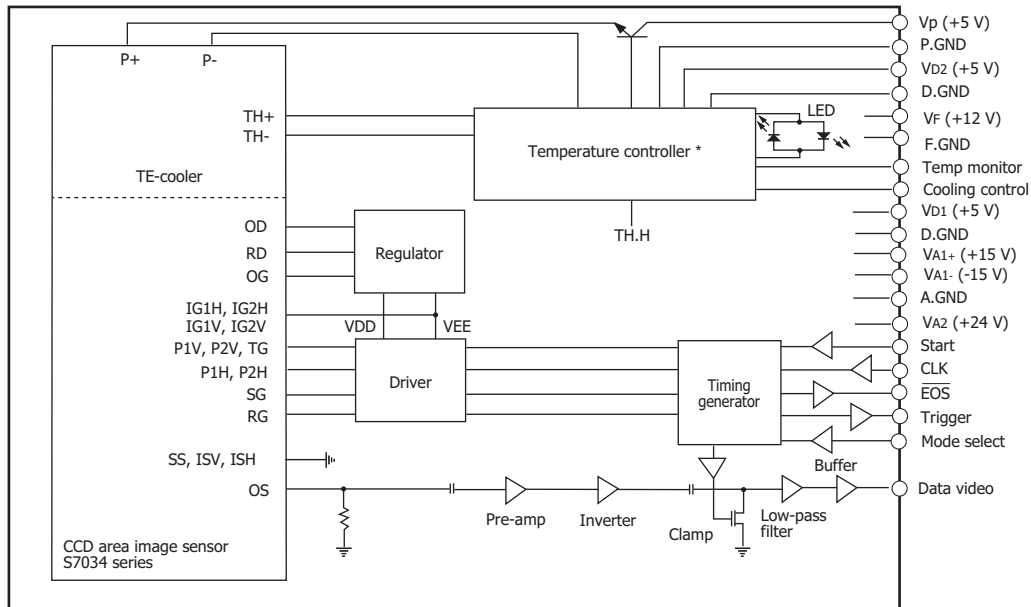 Vp (+5 V)
P.GND
VD2 (+5 V)
D.GND
VF (+12 V)
F.GND
Temp monitor
Cooling control
VD1 (+5 V)
D.GND
VA1+ (+15 V)
VA1- (-15 V)
A.GND
VA2 (+24 V)
Start
CLK
EOS
Trigger
Mode select
Data video
P+
P-
TH+
TH-
TE-cooler
Temperature controller *
LED
TH.H
OD
RD
OG
Regulator
IG1H, IG2H
IG1V, IG2V
VDD
VEE
P1V, P2V, TG
P1H, P2H
SG
RG
Driver
Timing
generator
SS, ISV, ISH
OS
Pre-amp
Inverter
Clamp
Low-pass
filter
Buffer
CCD area image sensor
S7034 series